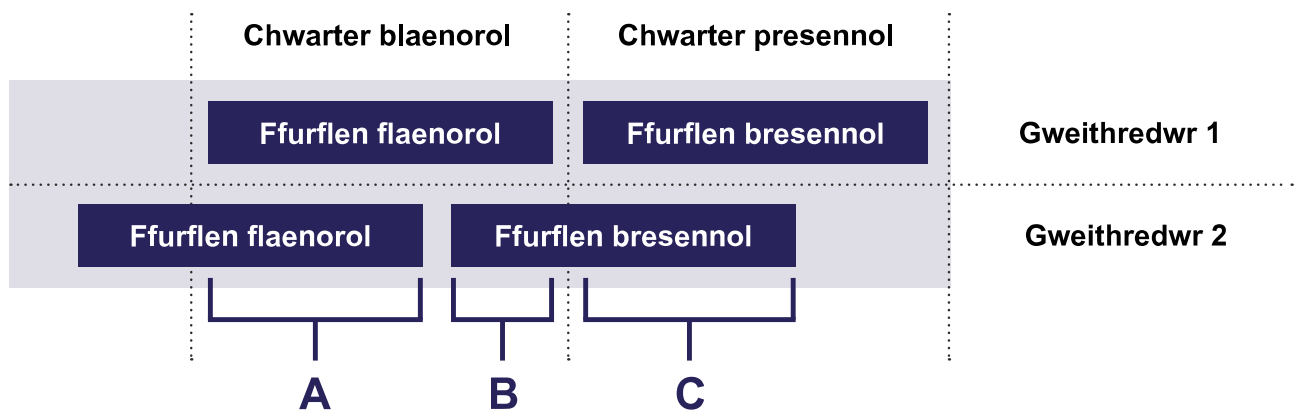 Chwarter blaenorol
Chwarter presennol
Ffurflen flaenorol
Ffurflen bresennol
Gweithredwr 1
Ffurflen flaenorol
Ffurflen bresennol
Gweithredwr 2
A
B
C